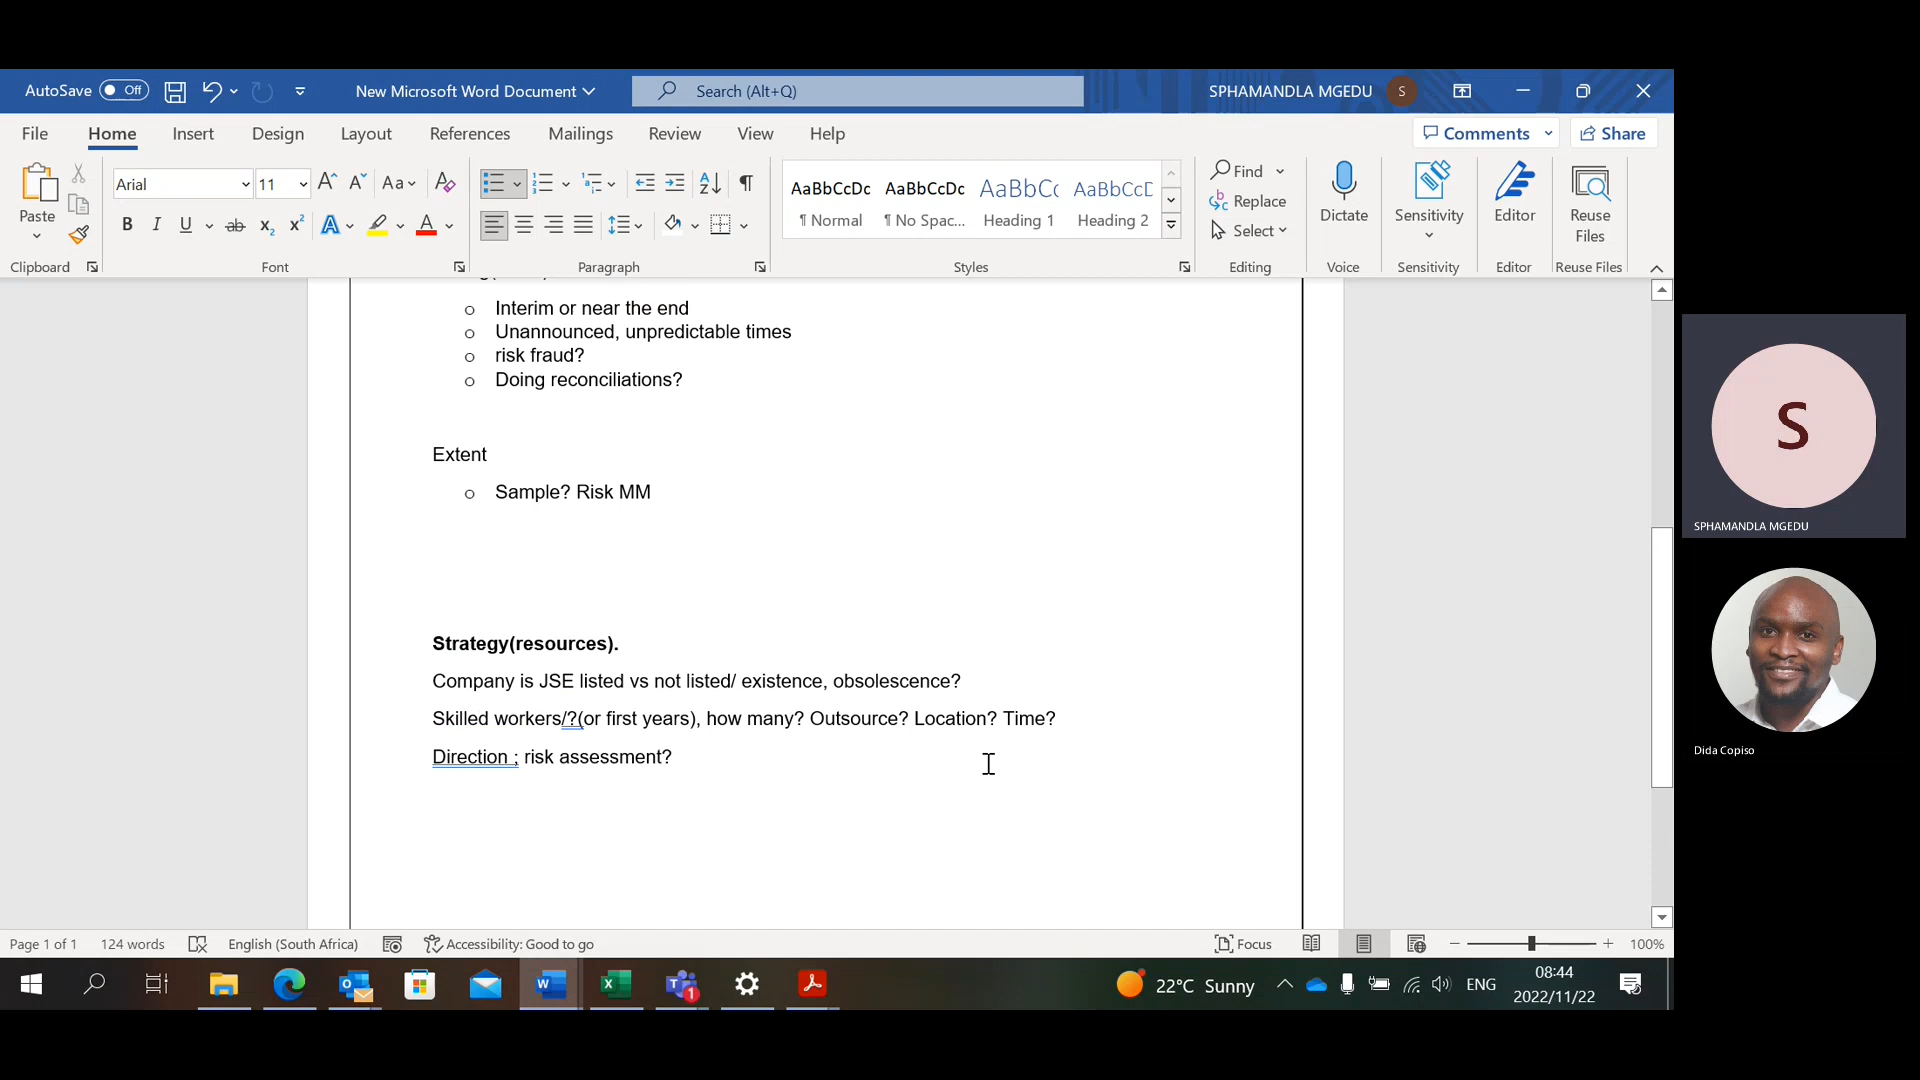 AutoSave Off New Microsoft Word Document Search (Alt+Q) SPHAMANDLA MGEDU S
File Home Insert Design Layout References Mailings Review View Help Comments Share
Paste
Clipboard
Arial 11 Aa
B I U ab x₂ x² A A
Font
Paragraph
AaBbCcDc AaBbCcDc AaBbCc AaBbCcE
¶ Normal ¶ No Spac... Heading 1 Heading 2
Styles
Find
Replace
Select
Editing
Dictate
Voice
Sensitivity
Sensitivity
Editor
Editor
Reuse
Files
Reuse Files
o Interim or near the end
o Unannounced, unpredictable times
o risk fraud?
o Doing reconciliations?
Extent
o Sample? Risk MM
Strategy(resources).
Company is JSE listed vs not listed/ existence, obsolescence?
Skilled workers/?(or first years), how many? Outsource? Location? Time?
Direction ; risk assessment?
S
SPHAMANDLA MGEDU
Dida Copiso
Page 1 of 1 124 words English (South Africa) Accessibility: Good to go Focus 100%
22°C Sunny ENG
08:44
2022/11/22